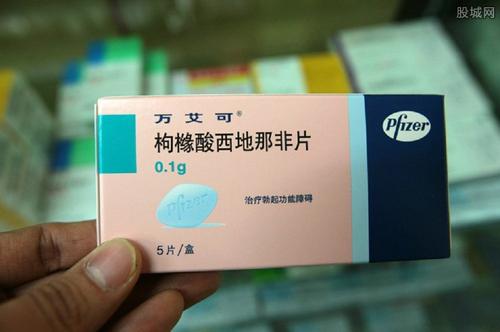 股城网
万艾可®
枸橼酸西地那非片
0.1g
Pfizer
Pfizer
治疗勃起功能障碍
5片/盒